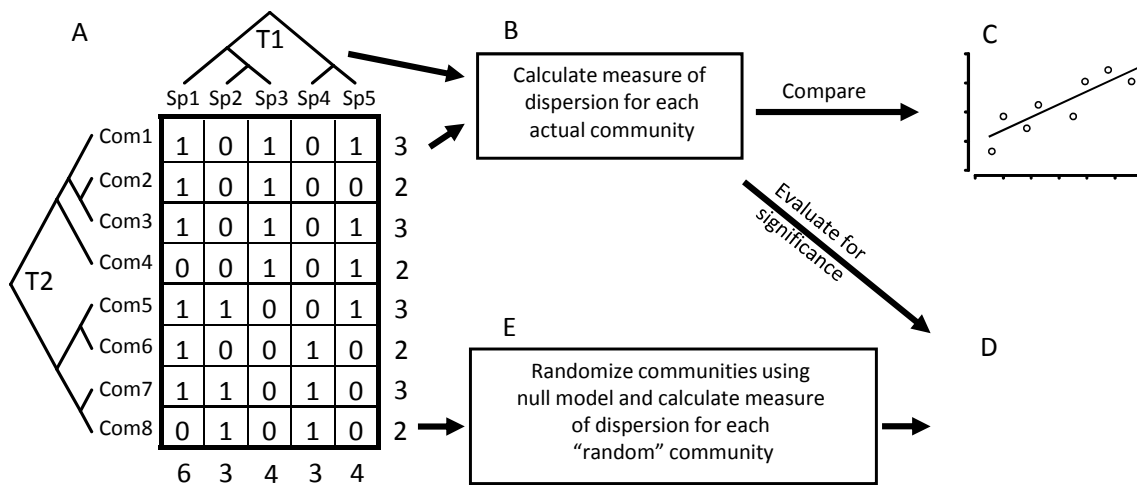 A
T1
Sp1 Sp2 Sp3 Sp4 Sp5
Com1 1 0 1 0 1 3
Com2 1 0 1 0 0 2
Com3 1 0 1 0 1 3
Com4 0 0 1 0 1 2
T2
Com5 1 1 0 0 1 3
Com6 1 0 0 1 0 2
Com7 1 1 0 1 0 3
Com8 0 1 0 1 0 2
6 3 4 3 4
B
Calculate measure of
dispersion for each
actual community
Compare
C
Evaluate for
significance
D
E
Randomize communities using
null model and calculate measure
of dispersion for each
“random” community